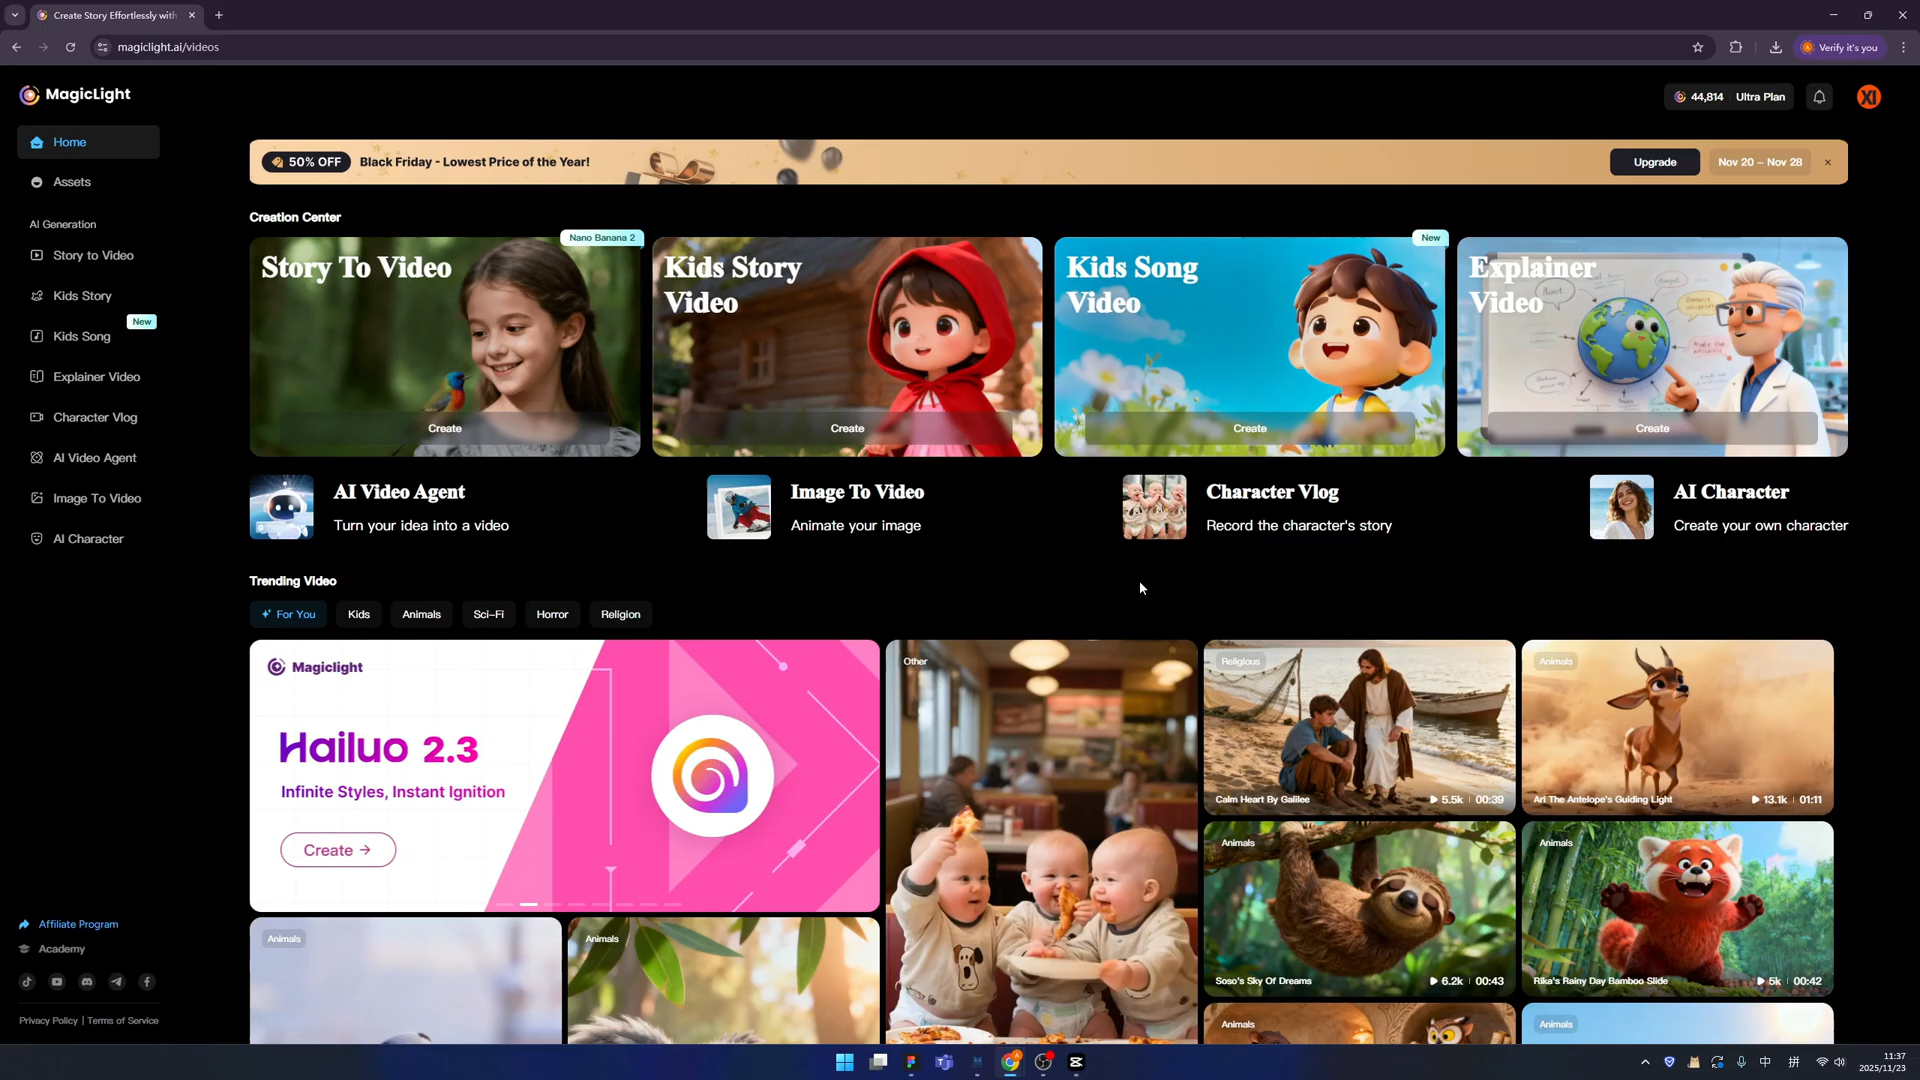 Create Story Effortlessly with
magiclight.ai/videos
Verify it's you
MagicLight
44,814 Ultra Plan
Home
Assets
AI Generation
Story to Video
Kids Story
New
Kids Song
Explainer Video
Character Vlog
AI Video Agent
Image To Video
AI Character
Affiliate Program
Academy
Privacy Policy | Terms of Service
50% OFF Black Friday - Lowest Price of the Year!
Upgrade
Nov 20 – Nov 28
Creation Center
Nano Banana 2
Story To Video
Create
Kids Story
Video
Create
New
Kids Song
Video
Create
Explainer
Video
Create
AI Video Agent
Turn your idea into a video
Image To Video
Animate your image
Character Vlog
Record the character's story
AI Character
Create your own character
Trending Video
For You
Kids
Animals
Sci-Fi
Horror
Religion
Magiclight
Hailuo 2.3
Infinite Styles, Instant Ignition
Create →
Other
Religious
Calm Heart By Galilee
5.5k | 00:39
Animals
Ari The Antelope's Guiding Light
13.1k | 01:11
Animals
Soso's Sky Of Dreams
6.2k | 00:43
Animals
Rika's Rainy Day Bamboo Slide
5k | 00:42
Animals
Animals
Animals
Animals
中
拼
11:37
2025/11/23